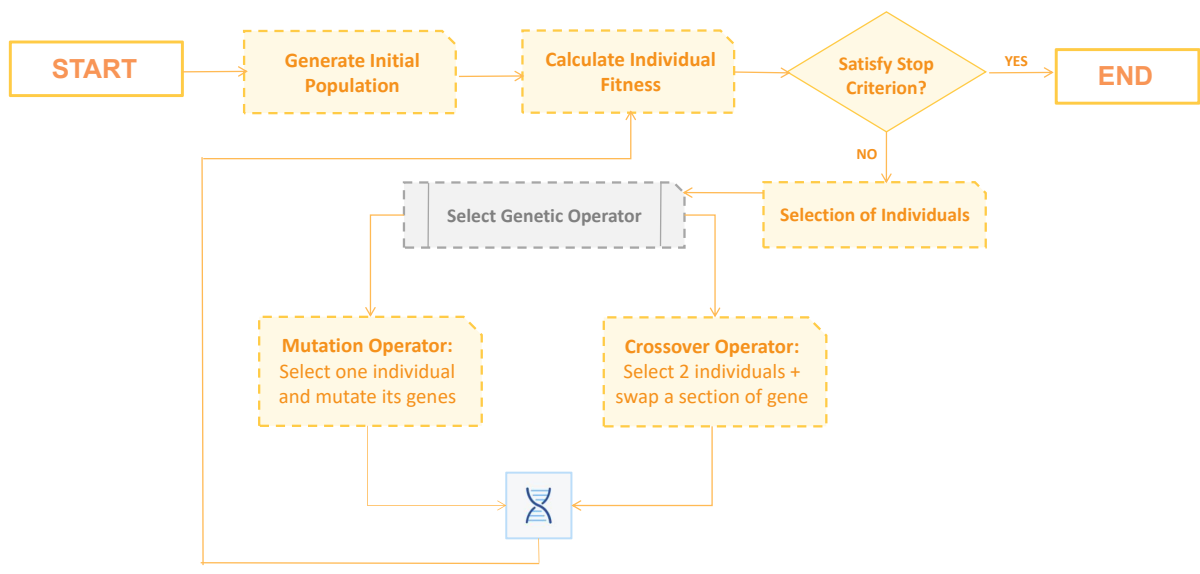 START
Generate Initial
Population
Calculate Individual
Fitness
Satisfy Stop
Criterion?
YES
END
NO
Selection of Individuals
Select Genetic Operator
Mutation Operator:
Select one individual
and mutate its genes
Crossover Operator:
Select 2 individuals +
swap a section of gene